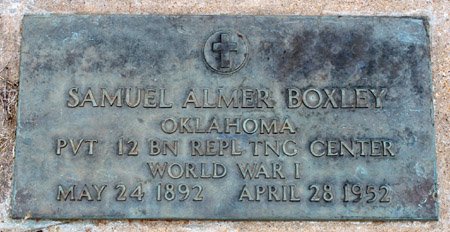 SAMUEL ALMER BOXLEY
OKLAHOMA
PVT 12 BN REPL TNG CENTER
WORLD WAR I
MAY 24 1892 APRIL 28 1952